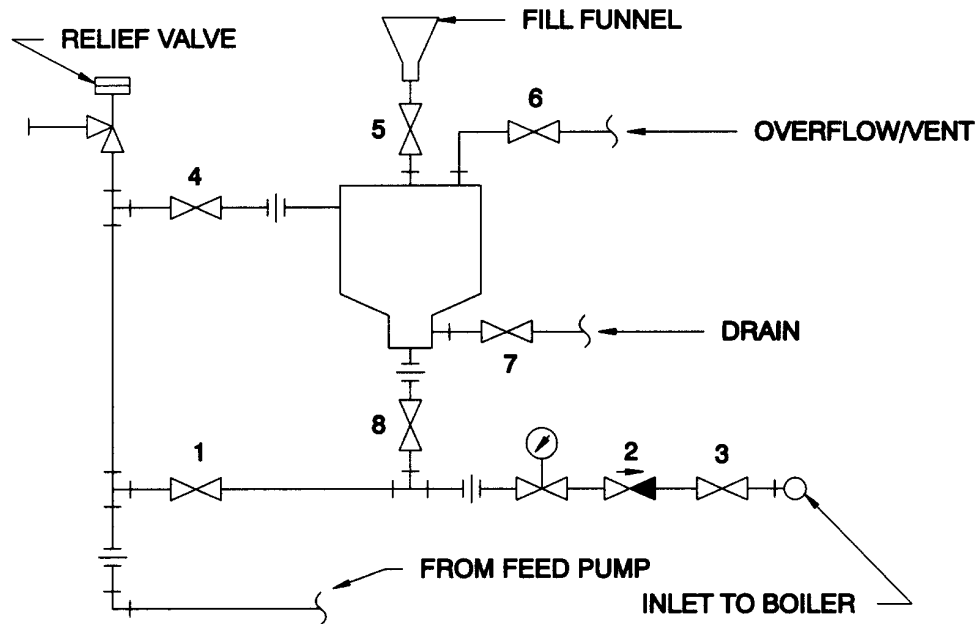 FILL FUNNEL
RELIEF VALVE
6
5
OVERFLOW/VENT
4
DRAIN
7
8
1
2
3
FROM FEED PUMP
INLET TO BOILER